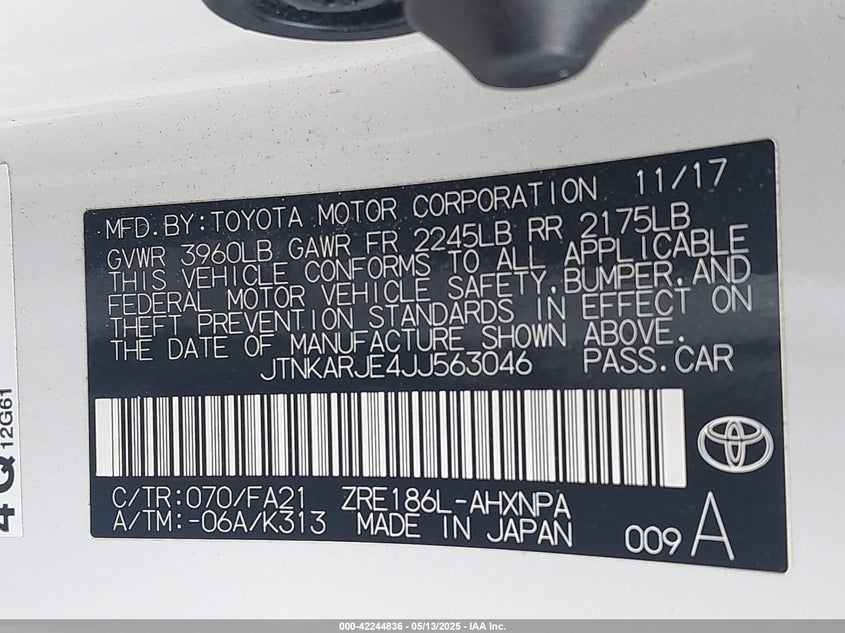 MFD.BY:TOYOTA MOTOR CORPORATION 11/17
GVWR 3960LB GAWR FR 2245LB RR 2175LB
THIS VEHICLE CONFORMS TO ALL APPLICABLE
FEDERAL MOTOR VEHICLE SAFETY,BUMPER,AND
THEFT PREVENTION STANDARDS IN EFFECT ON
THE DATE OF MANUFACTURE SHOWN ABOVE.
JTNKARJE4JJ563046 PASS.CAR
C/TR:070/FA21 ZRE186L-AHXNPA
A/TM:-06A/K313 MADE IN JAPAN 009 A
12G61
000-42244836 - 05/13/2025 - IAA Inc.